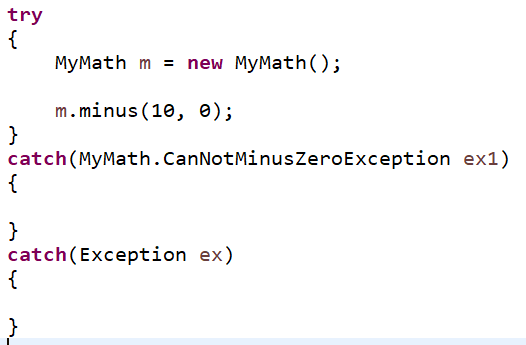 try
{
    MyMath m = new MyMath();
    m.minus(10, 0);
}
catch(MyMath.CanNotMinusZeroException ex1)
{
}
catch(Exception ex)
{
}